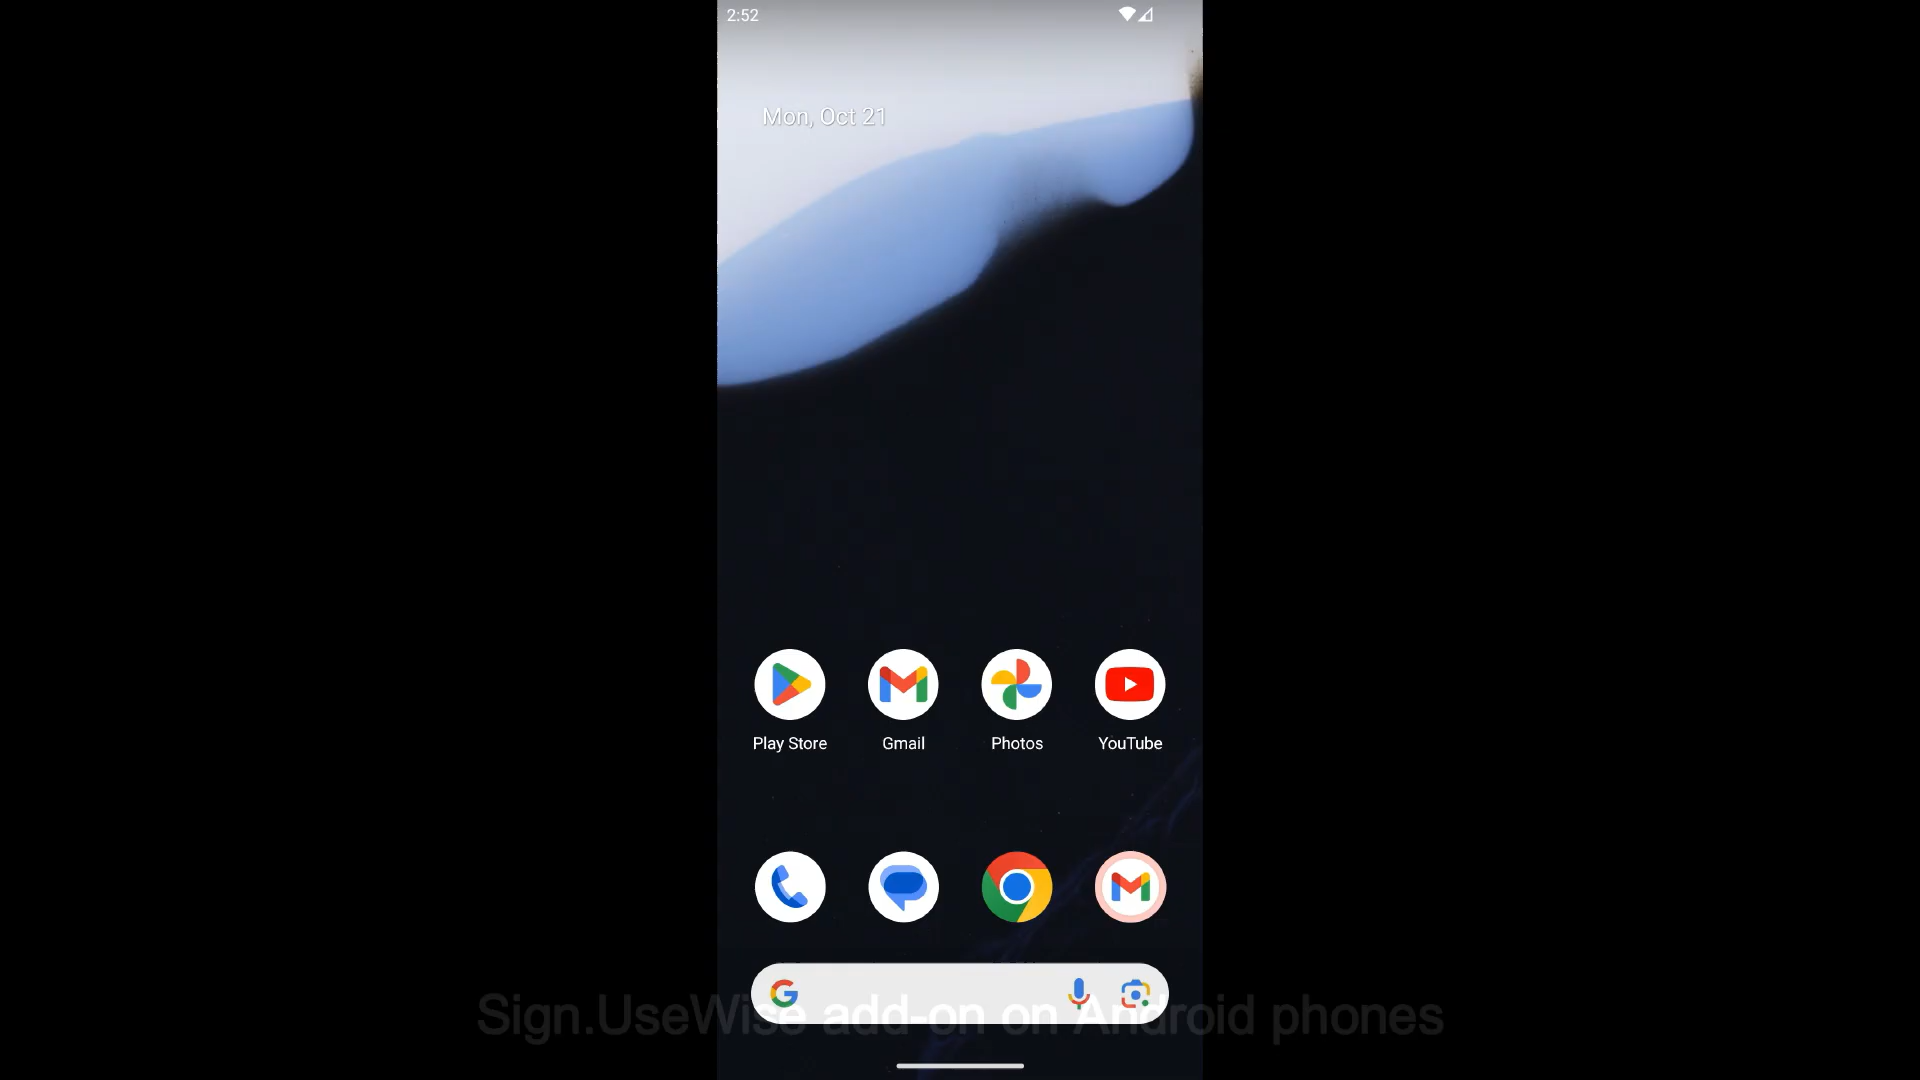 2:52
Mon, Oct 21
Play Store
Gmail
Photos
YouTube
Sign.UseWise add-on on Android phones